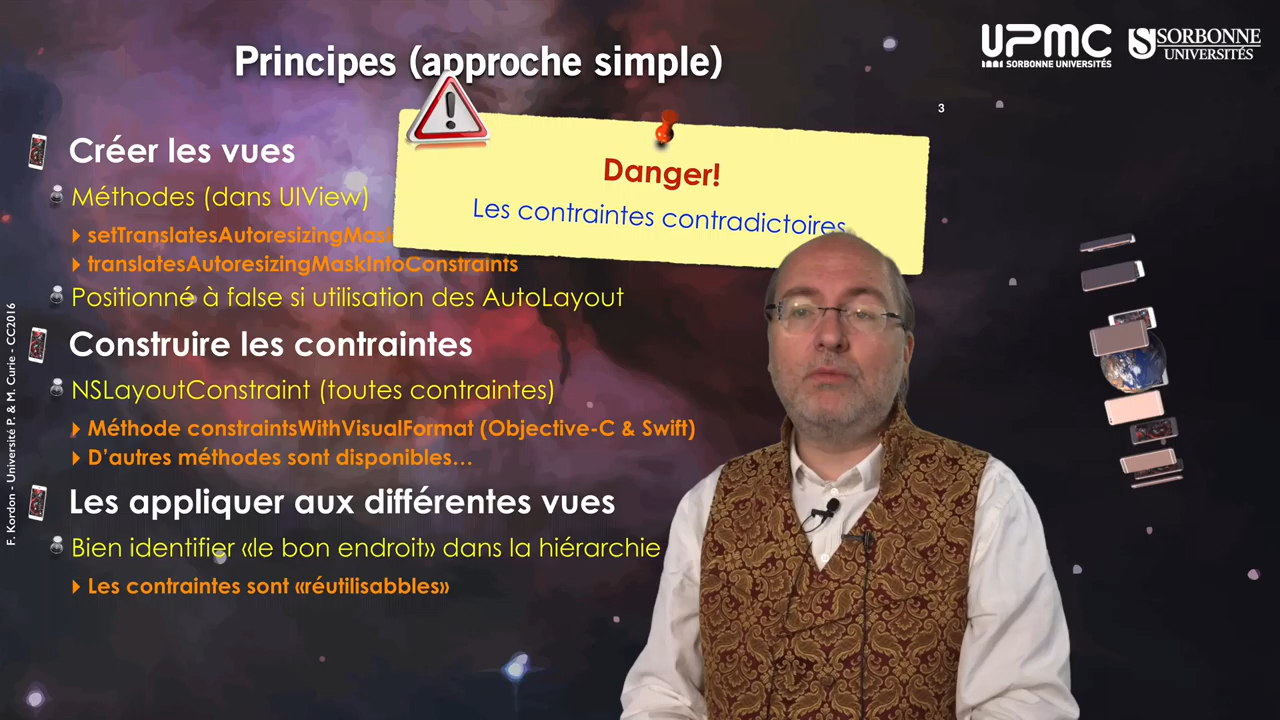 Principes (approche simple)
UPMC
SORBONNE UNIVERSITÉS
SORBONNE
UNIVERSITÉS
3
Danger!
Les contraintes contradictoires
Créer les vues
Méthodes (dans UIView)
setTranslatesAutoresizingMask
translatesAutoresizingMaskIntoConstraints
Positionné à false si utilisation des AutoLayout
Construire les contraintes
NSLayoutConstraint (toutes contraintes)
Méthode constraintsWithVisualFormat (Objective-C & Swift)
D'autres méthodes sont disponibles...
Les appliquer aux différentes vues
Bien identifier «le bon endroit» dans la hiérarchie
Les contraintes sont «réutilisabbles»
F. Kordon - Université P. & M. Curie - CC2016